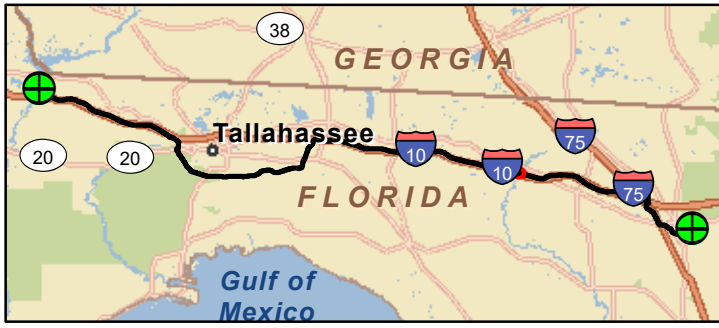 38
GEORGIA
Tallahassee
75
10
10
20
20
75
FLORIDA
Gulf of
Mexico